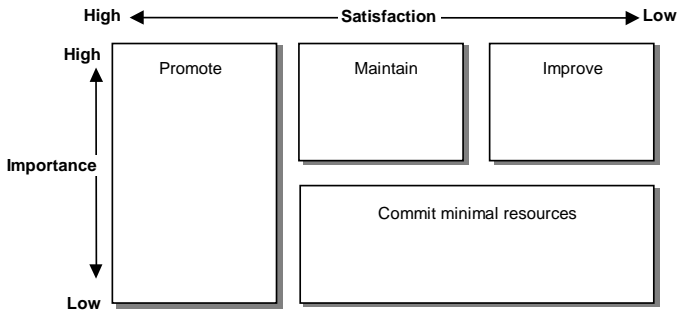 High Satisfaction Low
High
Promote Maintain Improve
Importance
Commit minimal resources
Low